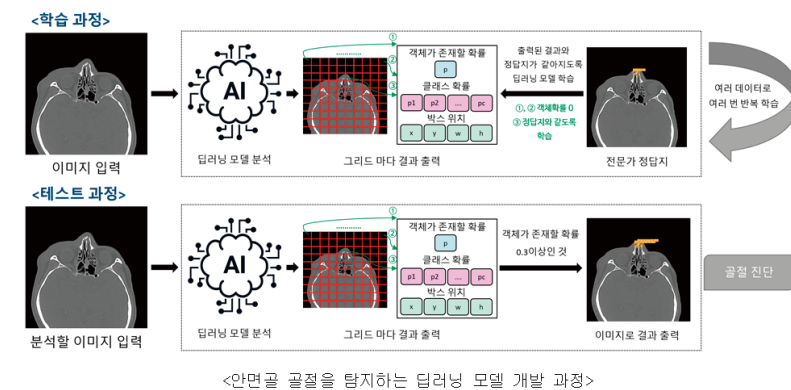 <학습 과정>
이미지 입력
AI
딥러닝 모델 분석
①
②
③
그리드 마다 결과 출력
객체가 존재할 확률
p
클래스 확률
p1 p2 .... pc
박스 위치
x y w h
출력된 결과와
정답지가 같아지도록
딥러닝 모델 학습
①, ② 객체확률 0
③ 정답지와 같도록
학습
전문가 정답지
여러 데이터로
여러 번 반복 학습
<테스트 과정>
분석할 이미지 입력
AI
딥러닝 모델 분석
①
②
③
그리드 마다 결과 출력
객체가 존재할 확률
p
클래스 확률
p1 p2 .... pc
박스 위치
x y w h
객체가 존재할 확률
0.3이상인 것
이미지로 결과 출력
골절 진단
<안면골 골절을 탐지하는 딥러닝 모델 개발 과정>